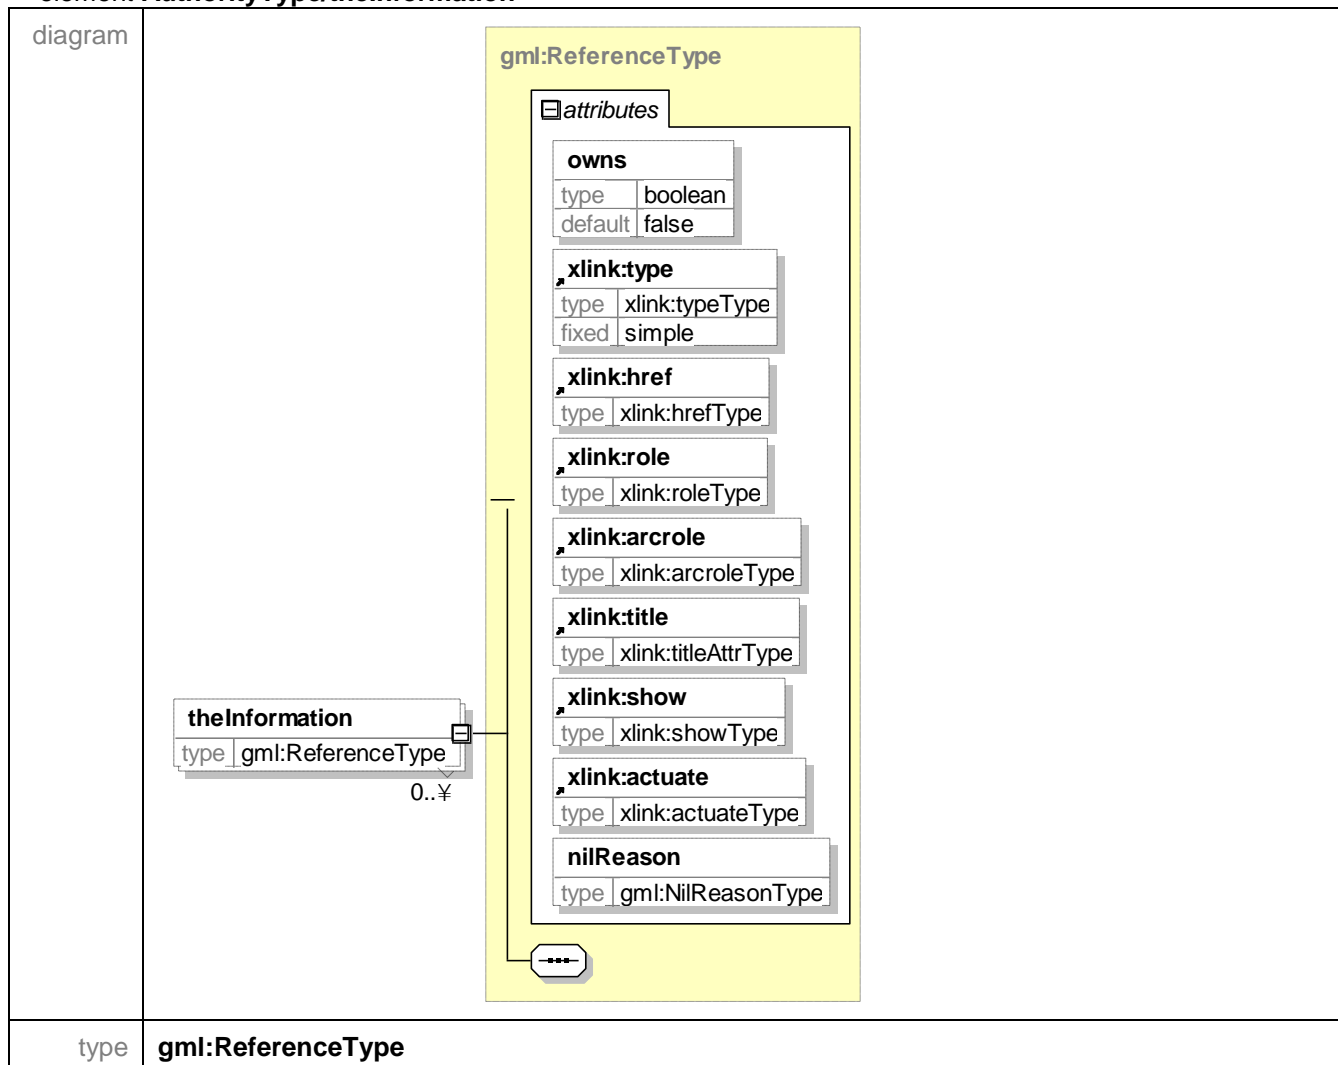 element AuthorityType/theInformation
diagram
gml:ReferenceType
attributes
owns
type boolean
default false
xlink:type
type xlink:typeType
fixed simple
xlink:href
type xlink:hrefType
xlink:role
type xlink:roleType
xlink:arcrole
type xlink:arcroleType
xlink:title
type xlink:titleAttrType
xlink:show
type xlink:showType
theInformation
type gml:ReferenceType
0..¥
xlink:actuate
type xlink:actuateType
nilReason
type gml:NilReasonType
type gml:ReferenceType